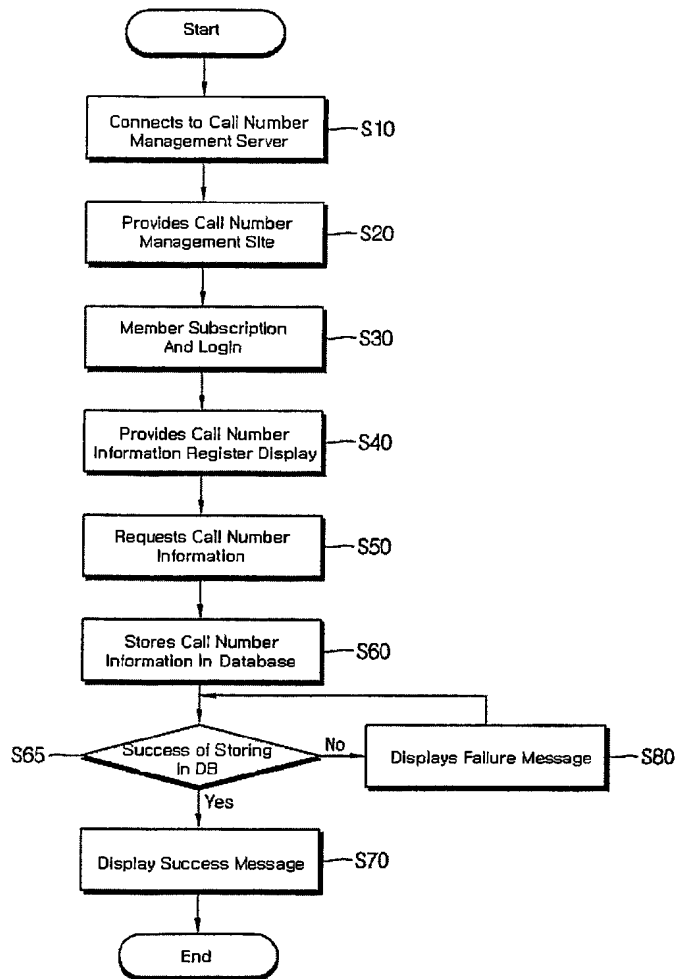 Start
Connects to Call Number
Management Server
S10
Provides Call Number
Management Site
S20
Member Subscription
And Login
S30
Provides Call Number
Information Register Display
S40
Requests Call Number
Information
S50
Stores Call Number
Information In Database
S60
S65
Success of Storing
In DB
No
Displays Failure Message
S80
Yes
Display Success Message
S70
End